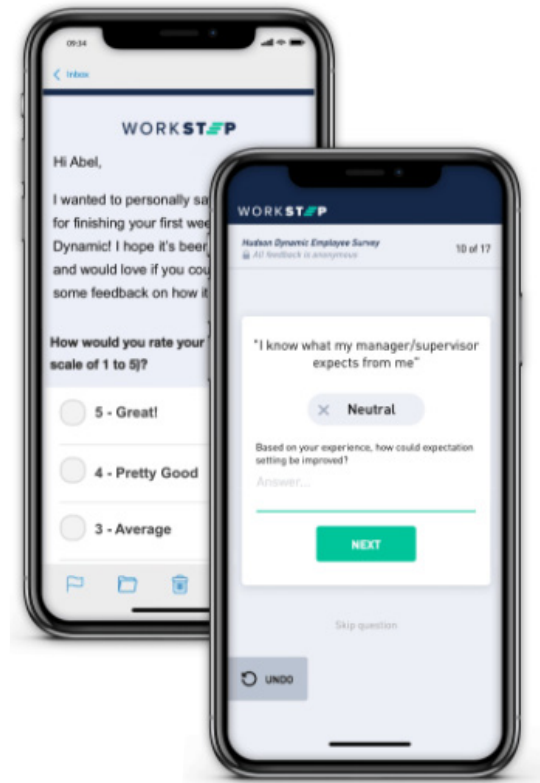 09:34
Inbox
WORKSTEP
Hi Abel,
I wanted to personally sa
for finishing your first wee
Dynamic! I hope it's beer
and would love if you cou
some feedback on how it
How would you rate your
scale of 1 to 5)?
5 - Great!
4 - Pretty Good
3 - Average
WORKSTEP
Hudson Dynamic Employee Survey
All feedback is anonymous
10 of 17
"I know what my manager/supervisor
expects from me"
Neutral
Based on your experience, how could expectation
setting be improved?
Answer...
NEXT
Skip question
UNDO